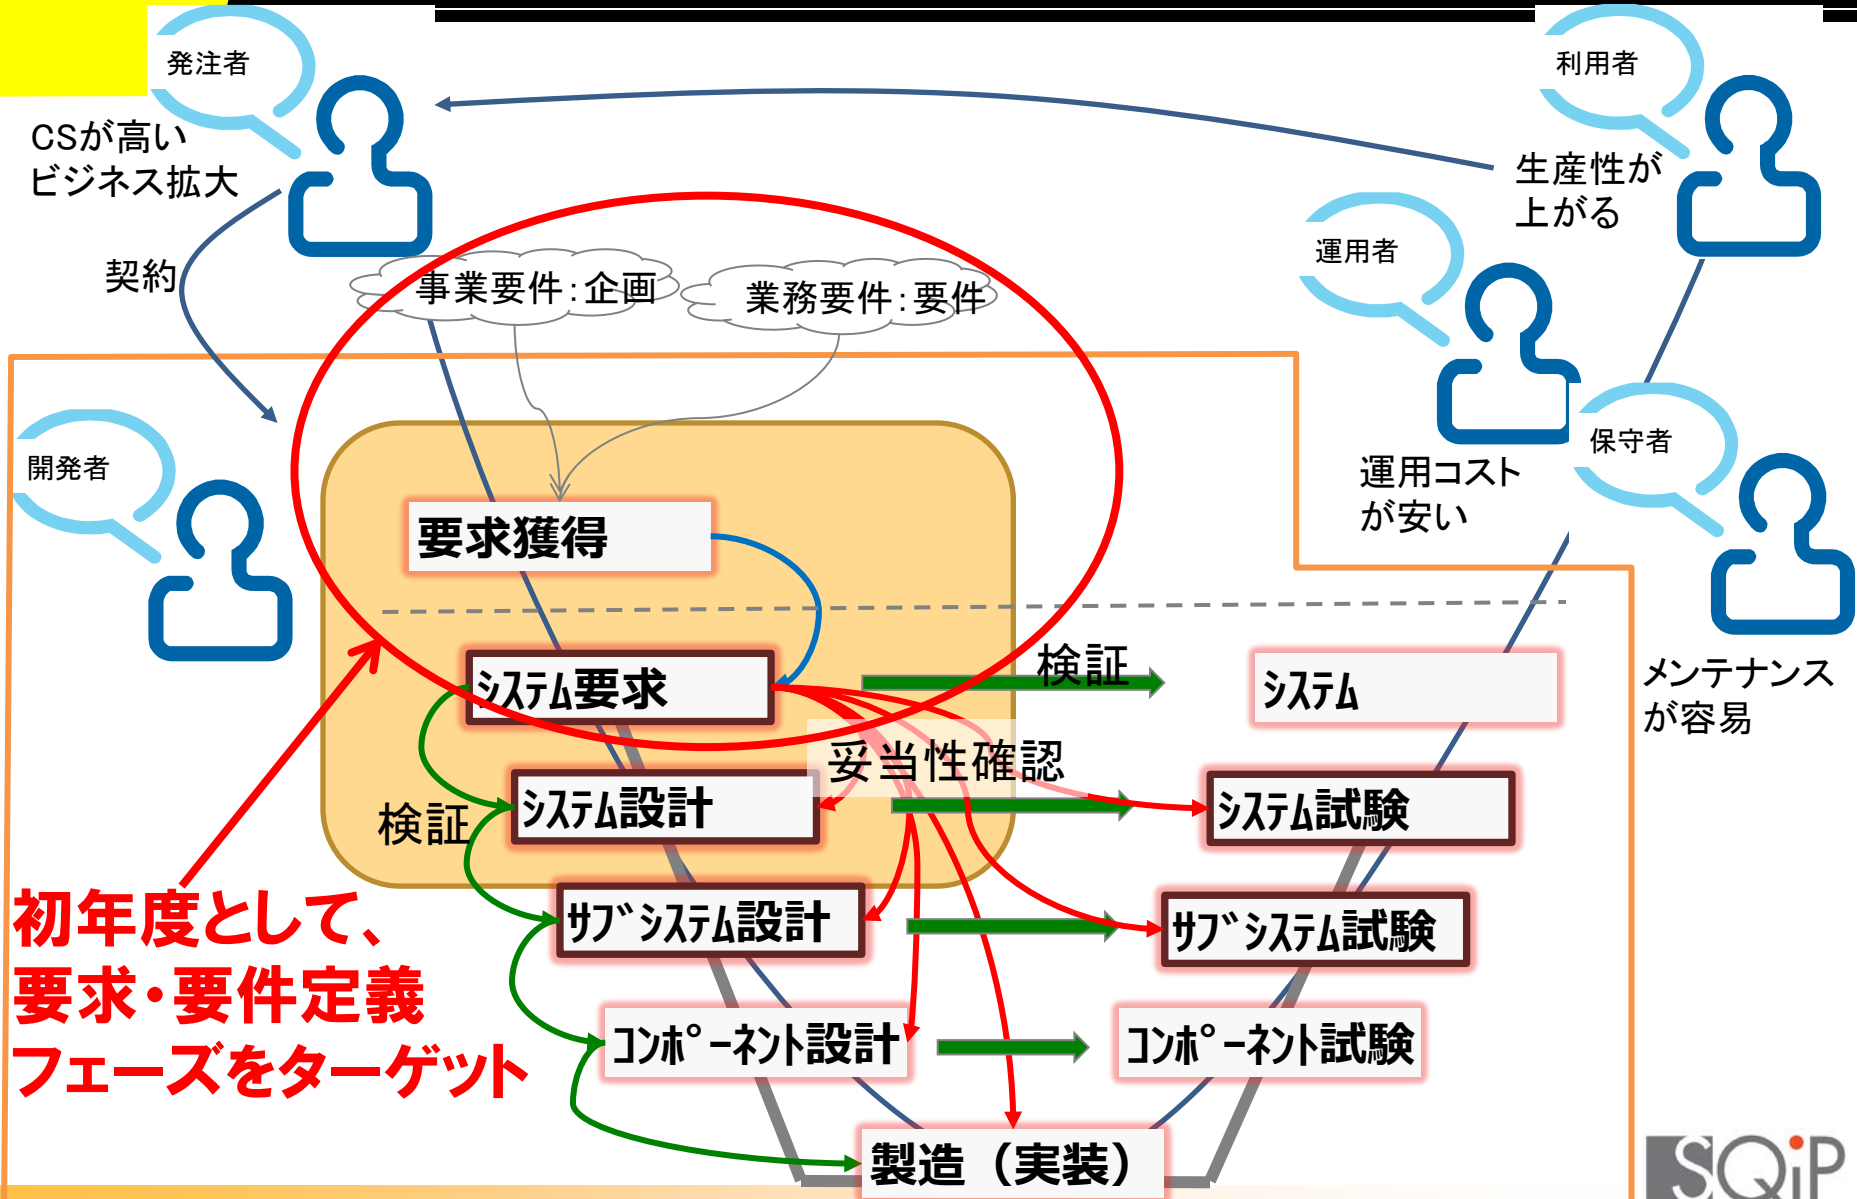 発注者
利用者
CSが高い
ビジネス拡大
生産性が
上がる
運用者
契約
事業要件：企画
業務要件：要件
開発者
保守者
運用コスト
が安い
要求獲得
検証
ｼｽﾃﾑ要求
ｼｽﾃﾑ
メンテナンス
が容易
妥当性確認
検証
ｼｽﾃﾑ設計
ｼｽﾃﾑ試験
初年度として、
要求・要件定義
フェーズをターゲット
ｻﾌﾞｼｽﾃﾑ設計
ｻﾌﾞｼｽﾃﾑ試験
ｺﾝﾎﾟｰﾈﾝﾄ設計
ｺﾝﾎﾟｰﾈﾝﾄ試験
製造（実装）
SQiP